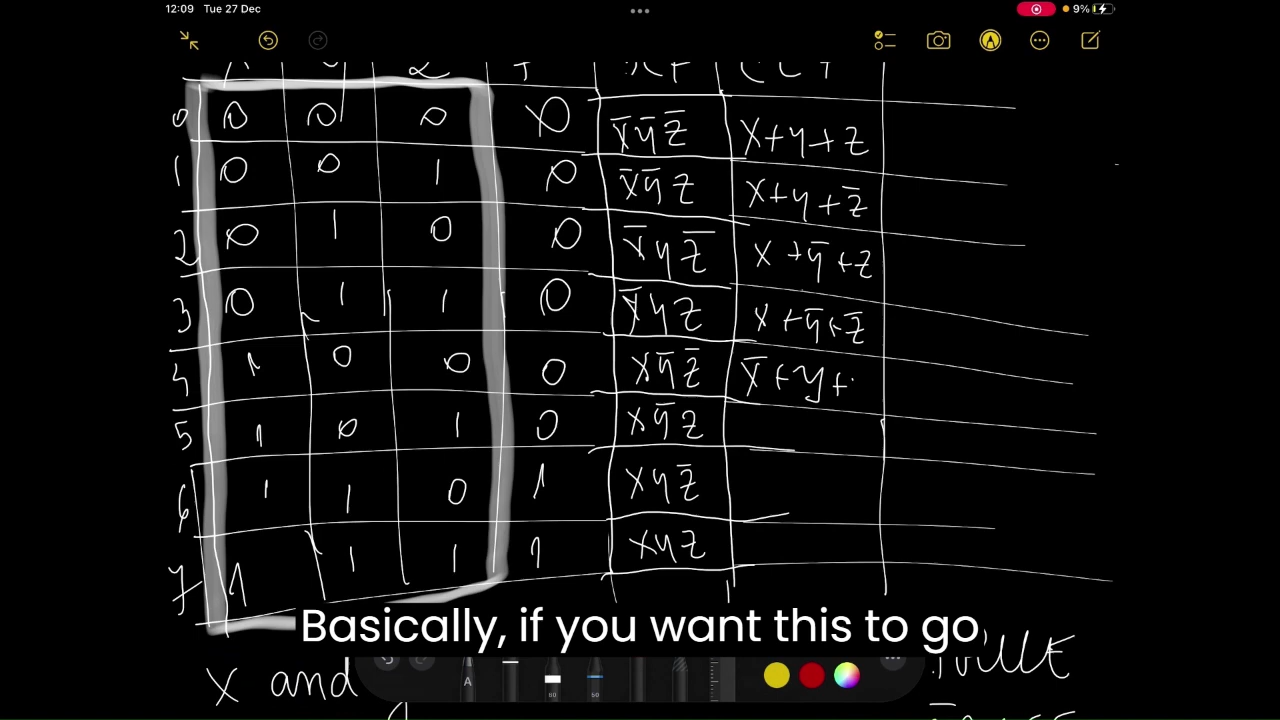 12:09 Tue 27 Dec
9%
0 0 0 0 0 x̄ȳz̄ x+y+z
1 0 0 1 0 x̄ȳz x+y+z̄
2 0 1 0 0 x̄yz̄ x+ȳ+z
3 0 1 1 0 x̄yz x+ȳ+z̄
4 1 0 0 0 xȳz̄ x̄+y+
5 1 0 1 0 xȳz
6 1 1 0 1 xyz̄
7 1 1 1 1 xyz
Basically, if you want this to go
x and
A 80 50